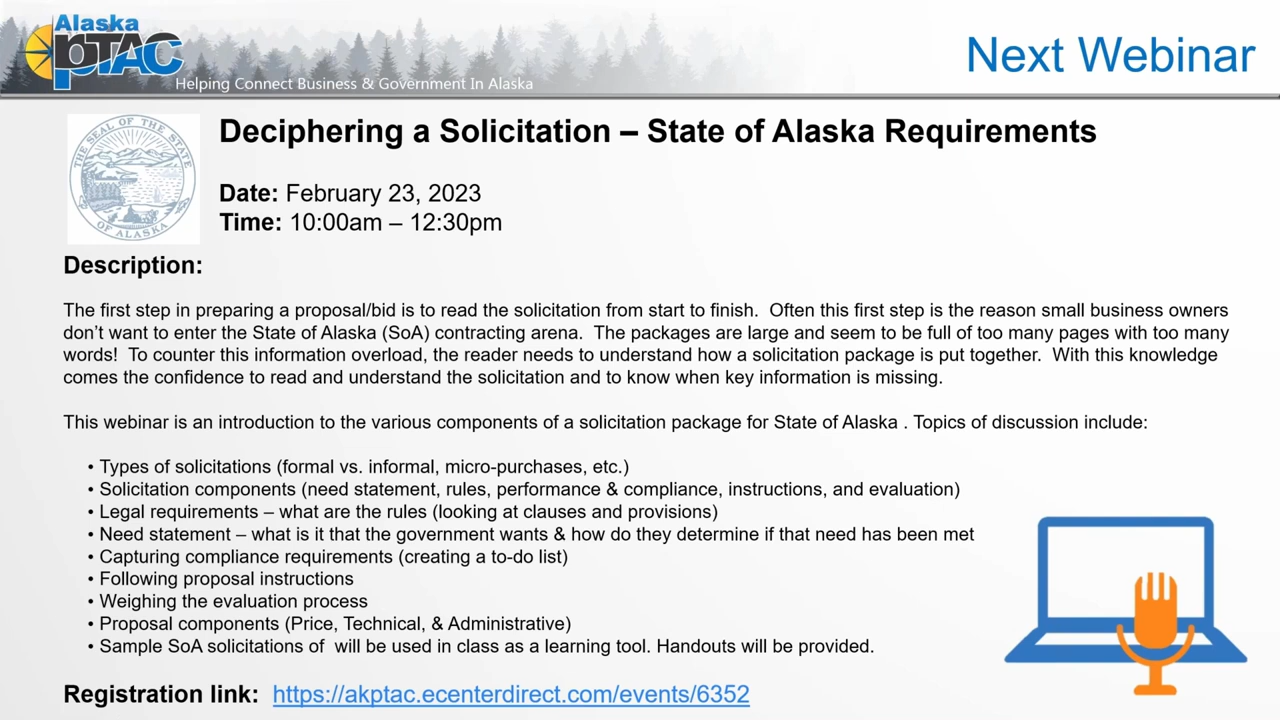 Alaska
pTAC
Helping Connect Business & Government In Alaska
Next Webinar
THE SEAL OF THE STATE
OF ALASKA
Deciphering a Solicitation – State of Alaska Requirements
Date: February 23, 2023
Time: 10:00am – 12:30pm
Description:
The first step in preparing a proposal/bid is to read the solicitation from start to finish.  Often this first step is the reason small business owners
don't want to enter the State of Alaska (SoA) contracting arena.  The packages are large and seem to be full of too many pages with too many
words!  To counter this information overload, the reader needs to understand how a solicitation package is put together.  With this knowledge
comes the confidence to read and understand the solicitation and to know when key information is missing.
This webinar is an introduction to the various components of a solicitation package for State of Alaska . Topics of discussion include:
• Types of solicitations (formal vs. informal, micro-purchases, etc.)
• Solicitation components (need statement, rules, performance & compliance, instructions, and evaluation)
• Legal requirements – what are the rules (looking at clauses and provisions)
• Need statement – what is it that the government wants & how do they determine if that need has been met
• Capturing compliance requirements (creating a to-do list)
• Following proposal instructions
• Weighing the evaluation process
• Proposal components (Price, Technical, & Administrative)
• Sample SoA solicitations of  will be used in class as a learning tool. Handouts will be provided.
Registration link:  https://akptac.ecenterdirect.com/events/6352